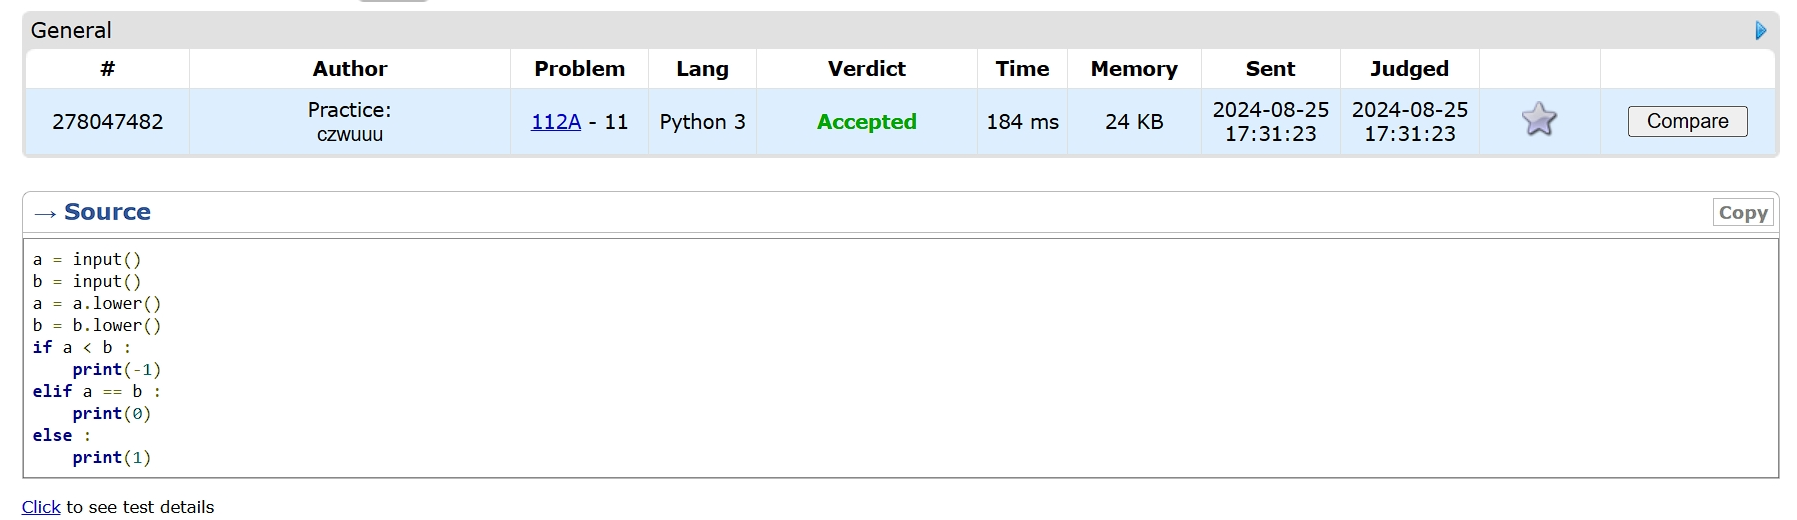 General
# Author Problem Lang Verdict Time Memory Sent Judged
278047482 Practice: czwuuu 112A - 11 Python 3 Accepted 184 ms 24 KB 2024-08-25 17:31:23 2024-08-25 17:31:23 Compare
→ Source Copy
a = input()
b = input()
a = a.lower()
b = b.lower()
if a < b :
    print(-1)
elif a == b :
    print(0)
else :
    print(1)
Click to see test details